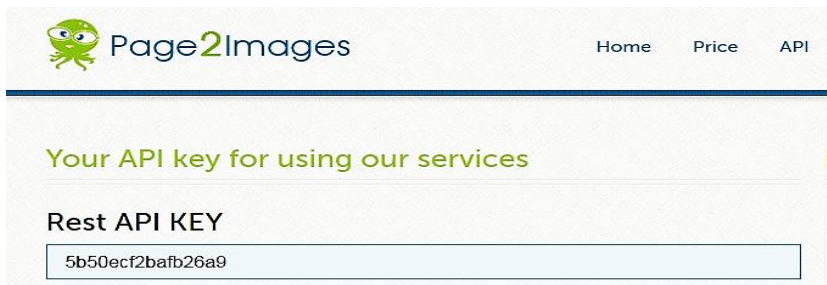 Page2Images
Home Price API
Your API key for using our services
Rest API KEY
5b50ecf2bafb26a9